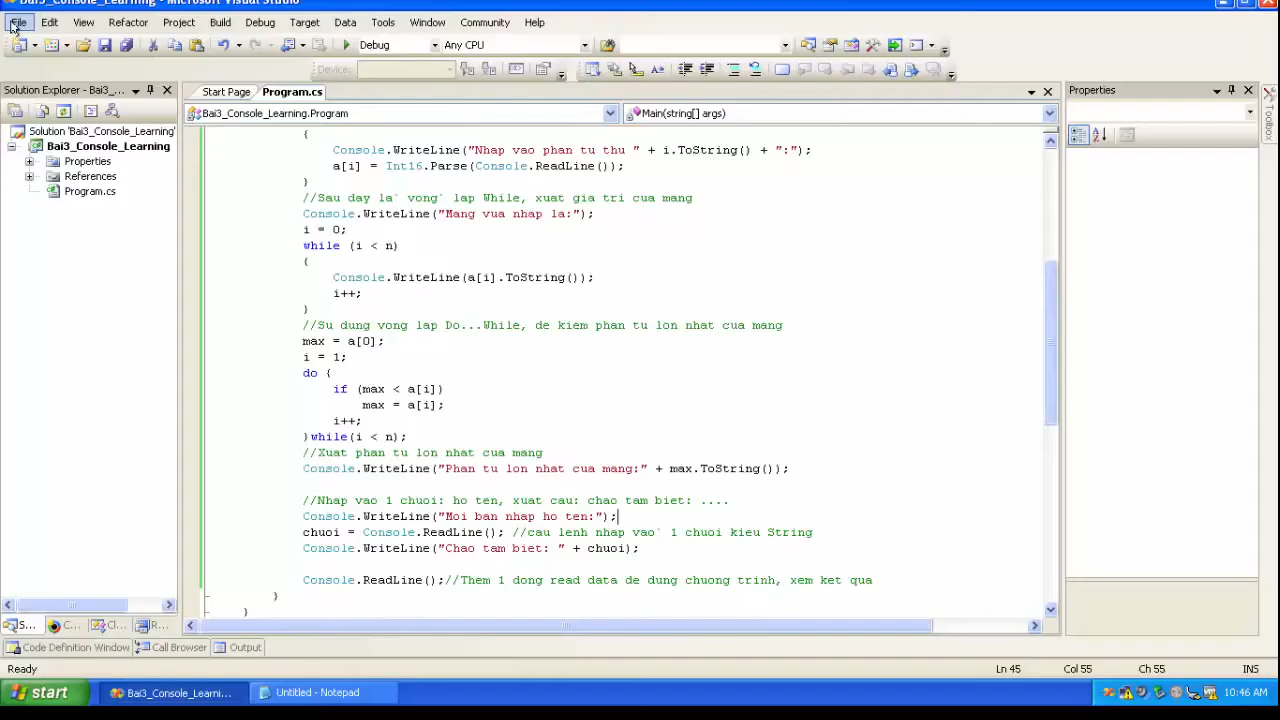 Bai3_Console_Learning - Microsoft Visual Studio
File Edit View Refactor Project Build Debug Target Data Tools Window Community Help
Debug Any CPU
Device:
Solution Explorer - Bai3_...
Start Page Program.cs
Properties
Bai3_Console_Learning.Program
Main(string[] args)
Toolbox
Solution 'Bai3_Console_Learning'
Bai3_Console_Learning
Properties
References
Program.cs
{
Console.WriteLine("Nhap vao phan tu thu " + i.ToString() + ":");
a[i] = Int16.Parse(Console.ReadLine());
}
//Sau day la` vong` lap While, xuat gia tri cua mang
Console.WriteLine("Mang vua nhap la:");
i = 0;
while (i < n)
{
Console.WriteLine(a[i].ToString());
i++;
}
//Su dung vong lap Do...While, de kiem phan tu lon nhat cua mang
max = a[0];
i = 1;
do {
if (max < a[i])
max = a[i];
i++;
}while(i < n);
//Xuat phan tu lon nhat cua mang
Console.WriteLine("Phan tu lon nhat cua mang:" + max.ToString());
//Nhap vao 1 chuoi: ho ten, xuat cau: chao tam biet: ....
Console.WriteLine("Moi ban nhap ho ten:");
chuoi = Console.ReadLine(); //cau lenh nhap vao` 1 chuoi kieu String
Console.WriteLine("Chao tam biet: " + chuoi);
Console.ReadLine();//Them 1 dong read data de dung chuong trinh, xem ket qua
}
}
S... C... Cl... R...
Code Definition Window Call Browser Output
Ready Ln 45 Col 55 Ch 55 INS
start Bai3_Console_Learni... Untitled - Notepad 10:46 AM